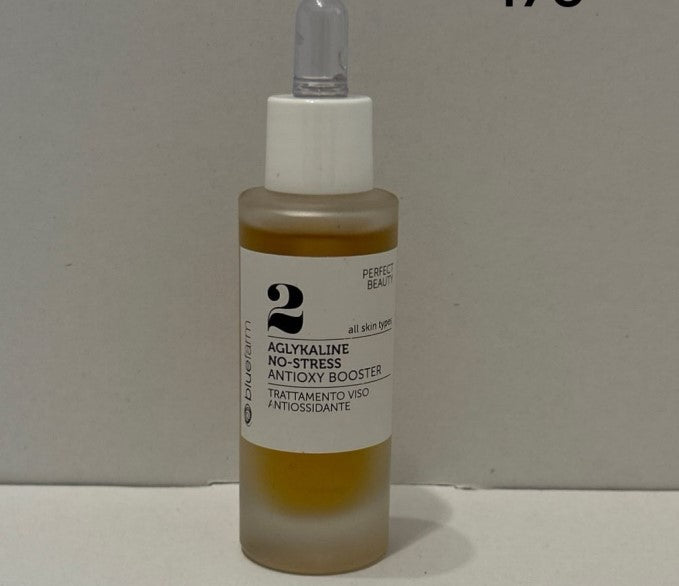 PERFECT
BEAUTY
2
all skin types
AGLYKALINE
NO-STRESS
ANTIOXY BOOSTER
TRATTAMENTO VISO
ANTIOSSIDANTE
bluefarm